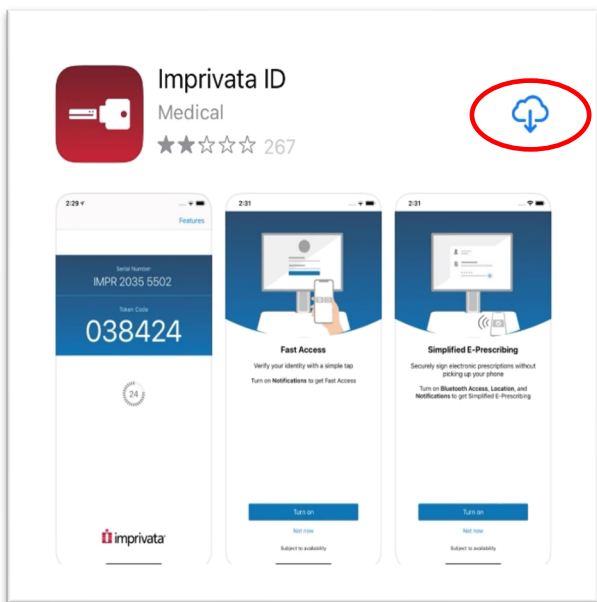 Imprivata ID
Medical
267
2:29
Features
Serial Number
IMPR 2035 5502
Token Code
038424
24
imprivata
2:31
Fast Access
Verify your identity with a simple tap
Turn on Notifications to get Fast Access
Turn on
Not now
Subject to availability
2:31
Simplified E-Prescribing
Securely sign electronic prescriptions without
picking up your phone
Turn on Bluetooth Access, Location, and
Notifications to get Simplified E-Prescribing
Turn on
Not now
Subject to availability